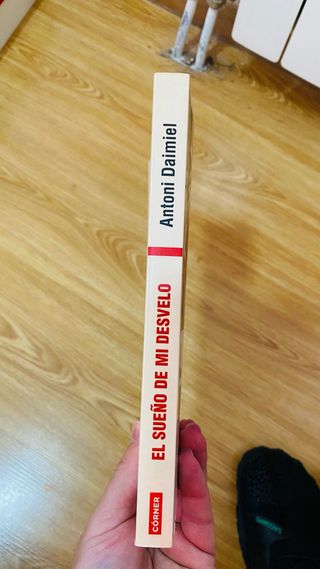 Antoni Daimiel
EL SUEÑO DE MI DESVELO
CÓRNER